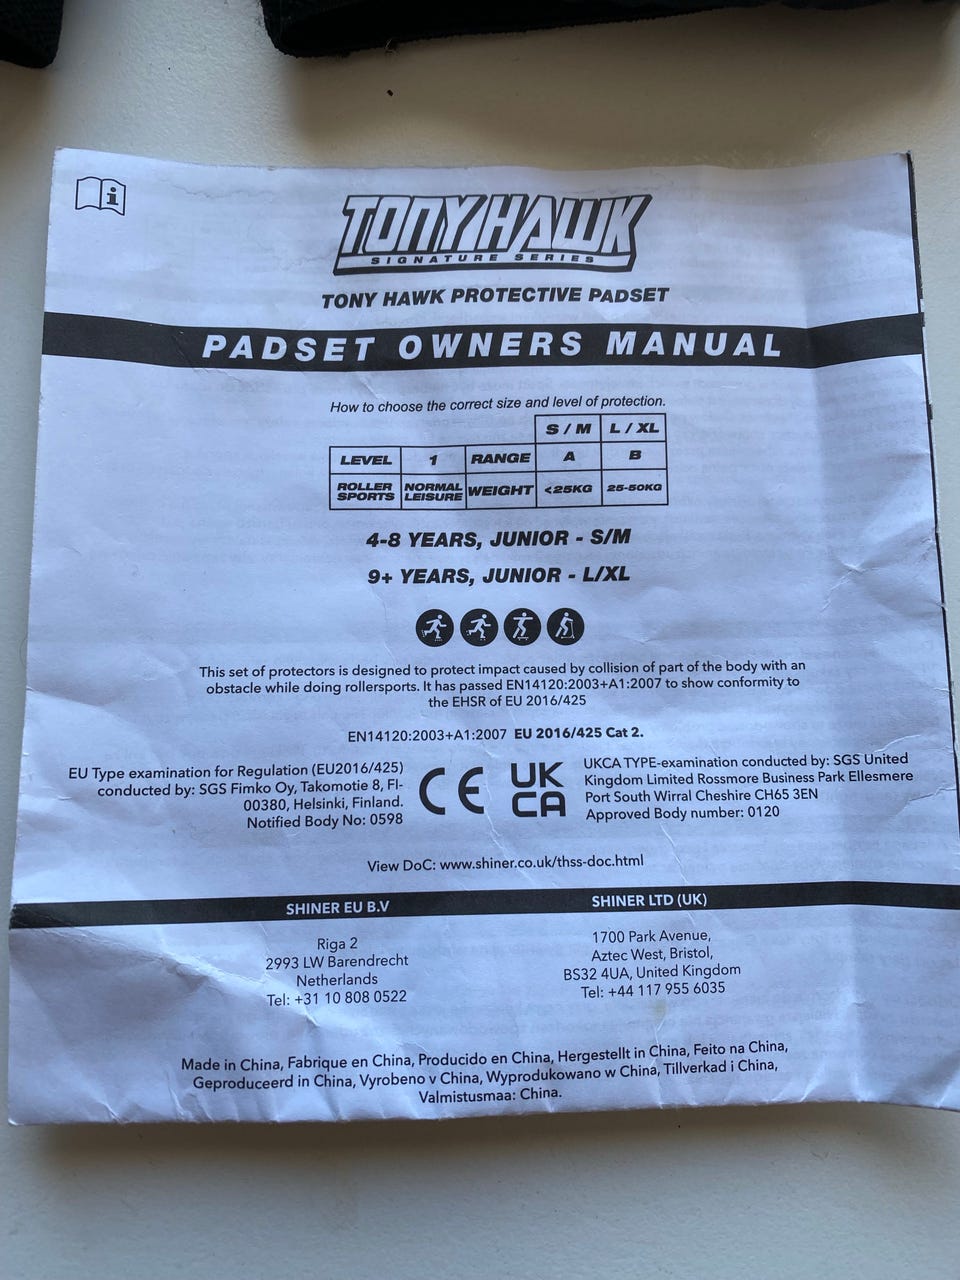 TONY HAWK
SIGNATURE SERIES
TONY HAWK PROTECTIVE PADSET
PADSET OWNERS MANUAL
How to choose the correct size and level of protection.
S / M L / XL
LEVEL 1 RANGE A B
ROLLER SPORTS NORMAL LEISURE WEIGHT <25KG 25-50KG
4-8 YEARS, JUNIOR - S/M
9+ YEARS, JUNIOR - L/XL
This set of protectors is designed to protect impact caused by collision of part of the body with an
obstacle while doing rollersports. It has passed EN14120:2003+A1:2007 to show conformity to
the EHSR of EU 2016/425
EN14120:2003+A1:2007 EU 2016/425 Cat 2.
EU Type examination for Regulation (EU2016/425)
conducted by: SGS Fimko Oy, Takomotie 8, FI-
00380, Helsinki, Finland.
Notified Body No: 0598
CE
UK
CA
UKCA TYPE-examination conducted by: SGS United
Kingdom Limited Rossmore Business Park Ellesmere
Port South Wirral Cheshire CH65 3EN
Approved Body number: 0120
View DoC: www.shiner.co.uk/thss-doc.html
SHINER EU B.V
Riga 2
2993 LW Barendrecht
Netherlands
Tel: +31 10 808 0522
SHINER LTD (UK)
1700 Park Avenue,
Aztec West, Bristol,
BS32 4UA, United Kingdom
Tel: +44 117 955 6035
Made in China, Fabrique en China, Producido en China, Hergestellt in China, Feito na China,
Geproduceerd in China, Vyrobeno v China, Wyprodukowano w China, Tillverkad i China,
Valmistusmaa: China.